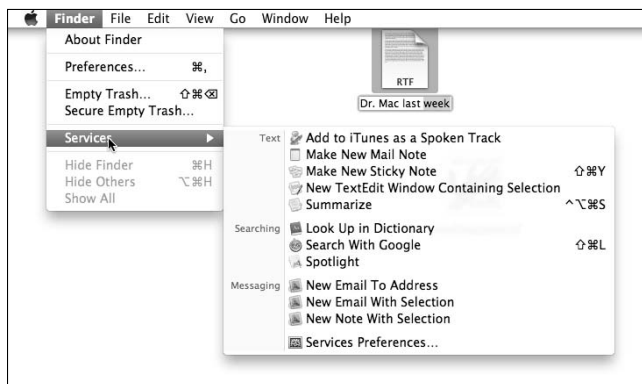 Finder File Edit View Go Window Help
About Finder
Preferences... ⌘,
Empty Trash... ⇧⌘⌫
Secure Empty Trash...
Services ▶
Hide Finder ⌘H
Hide Others ⌥⌘H
Show All
RTF
Dr. Mac last week
Text Add to iTunes as a Spoken Track
Make New Mail Note
Make New Sticky Note ⇧⌘Y
New TextEdit Window Containing Selection
Summarize ^⌥⌘S
Searching Look Up in Dictionary
Search With Google ⇧⌘L
Spotlight
Messaging New Email To Address
New Email With Selection
New Note With Selection
Services Preferences...